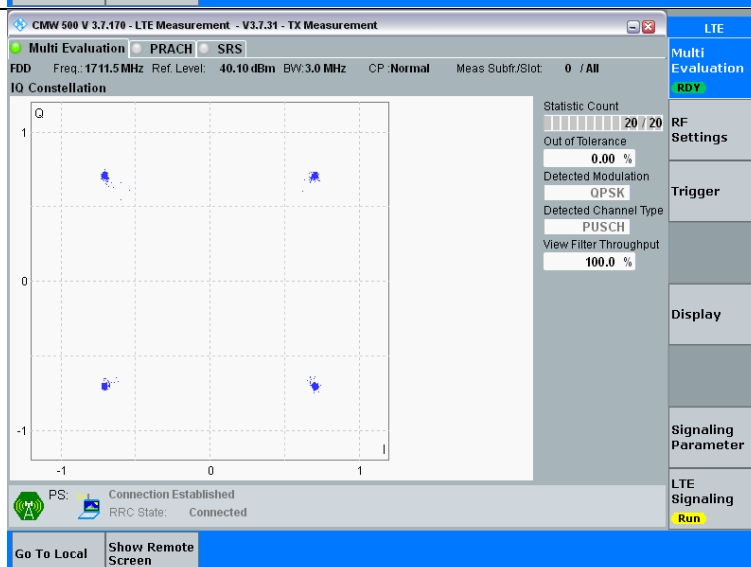 CMW 500 V 3.7.170 - LTE Measurement - V3.7.31 - TX Measurement
LTE
Multi Evaluation PRACH SRS
Multi
Evaluation
RDY
FDD Freq.: 1711.5 MHz Ref. Level: 40.10 dBm BW: 3.0 MHz CP : Normal Meas Subfr./Slot: 0 / All
IQ Constellation
Q
1
0
-1
I
-1 0 1
Statistic Count
20 / 20
Out of Tolerance
0.00 %
Detected Modulation
QPSK
Detected Channel Type
PUSCH
View Filter Throughput
100.0 %
RF
Settings
Trigger
Display
Signaling
Parameter
LTE
Signaling
Run
PS: Connection Established
RRC State: Connected
Go To Local
Show Remote
Screen